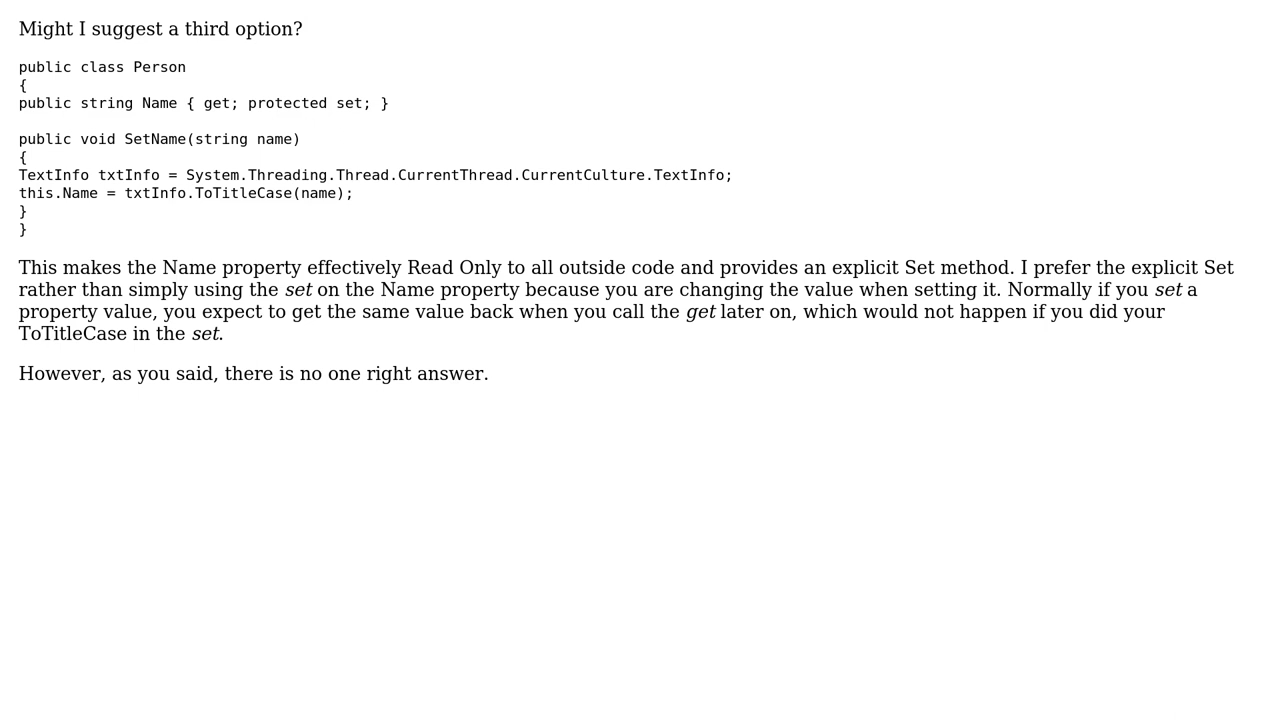 Might I suggest a third option?
public class Person
{
public string Name { get; protected set; }
public void SetName(string name)
{
TextInfo txtInfo = System.Threading.Thread.CurrentThread.CurrentCulture.TextInfo;
this.Name = txtInfo.ToTitleCase(name);
}
}
This makes the Name property effectively Read Only to all outside code and provides an explicit Set method. I prefer the explicit Set
rather than simply using the set on the Name property because you are changing the value when setting it. Normally if you set a
property value, you expect to get the same value back when you call the get later on, which would not happen if you did your
ToTitleCase in the set.
However, as you said, there is no one right answer.